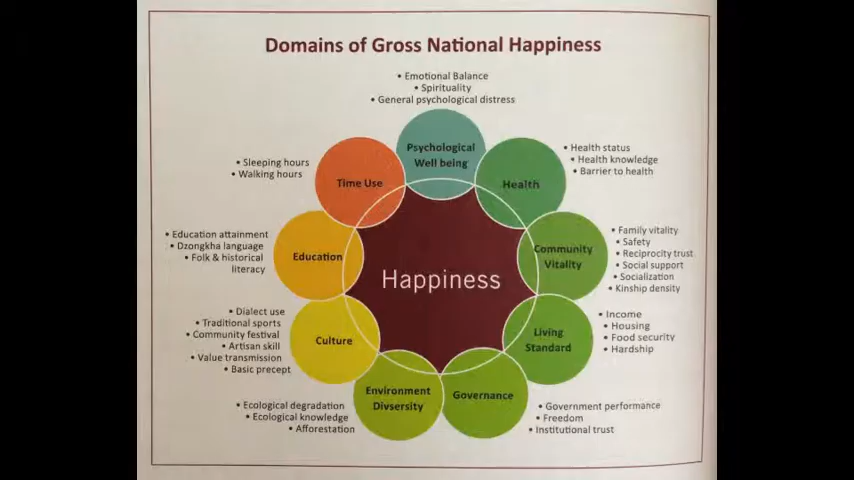 Domains of Gross National Happiness
• Emotional Balance
• Spirituality
• General psychological distress
Psychological
Well being
• Health status
• Health knowledge
• Barrier to health
Health
• Sleeping hours
• Walking hours
Time Use
• Family vitality
• Safety
• Reciprocity trust
• Social support
• Socialization
• Kinship density
Community
Vitality
• Education attainment
• Dzongkha language
• Folk & historical
literacy
Education
Happiness
• Income
• Housing
• Food security
• Hardship
Living
Standard
• Dialect use
• Traditional sports
• Community festival
• Artisan skill
• Value transmission
• Basic precept
Culture
Environment
Divsersity
Governance
• Ecological degradation
• Ecological knowledge
• Afforestation
• Government performance
• Freedom
• Institutional trust